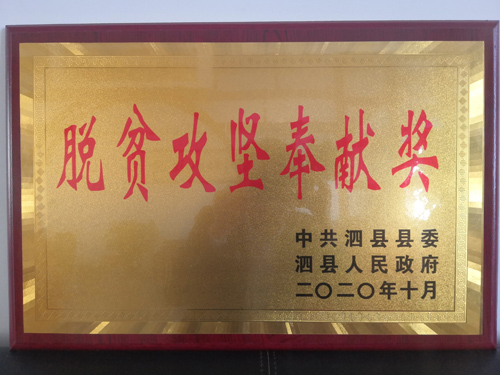 脱贫攻坚奉献奖
中共泗县县委
泗县人民政府
二〇二〇年十月